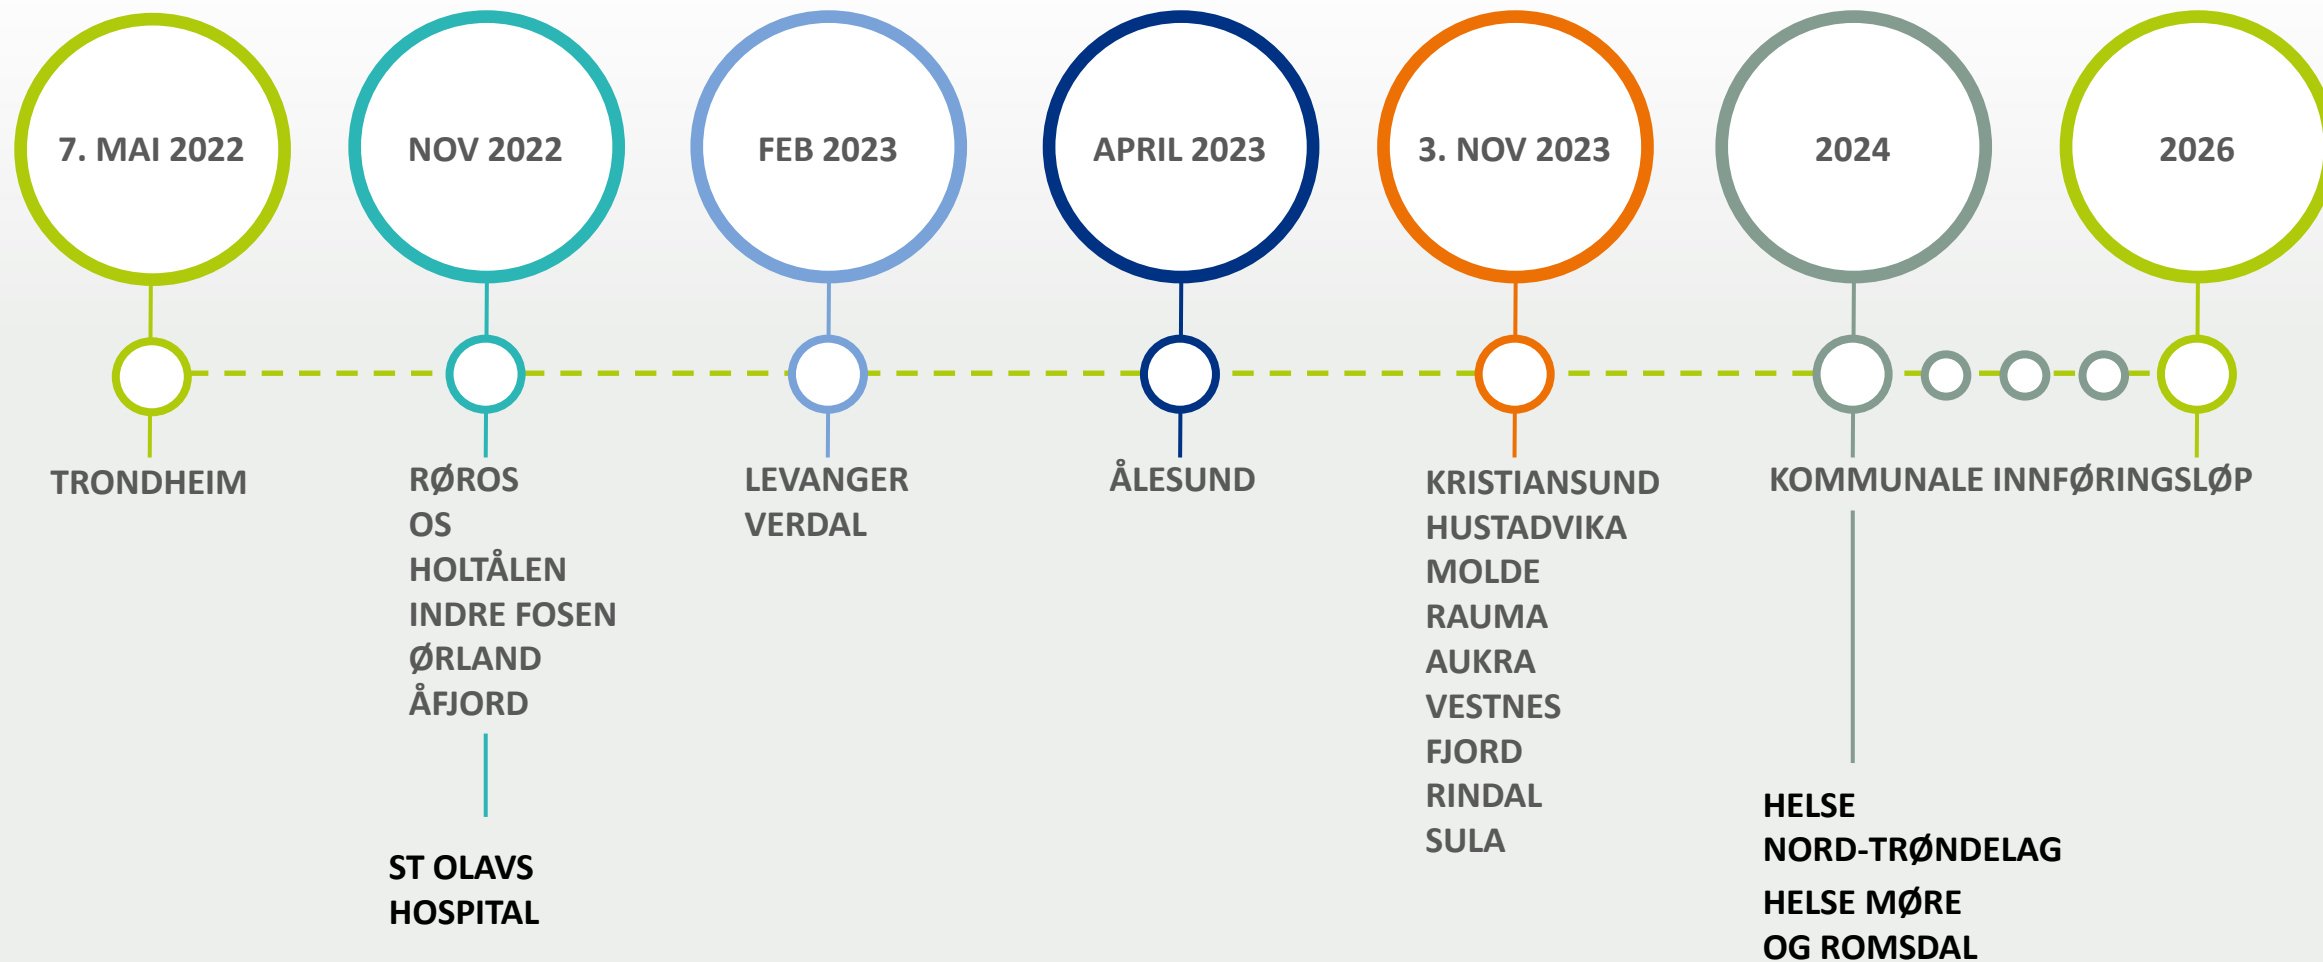 7. MAI 2022
NOV 2022
FEB 2023
APRIL 2023
3. NOV 2023
2024
2026
TRONDHEIM
RØROS
OS
HOLTÅLEN
INDRE FOSEN
ØRLAND
ÅFJORD
ST OLAVS
HOSPITAL
LEVANGER
VERDAL
ÅLESUND
KRISTIANSUND
HUSTADVIKA
MOLDE
RAUMA
AUKRA
VESTNES
FJORD
RINDAL
SULA
KOMMUNALE INNFØRINGSLØP
HELSE
NORD-TRØNDELAG
HELSE MØRE
OG ROMSDAL